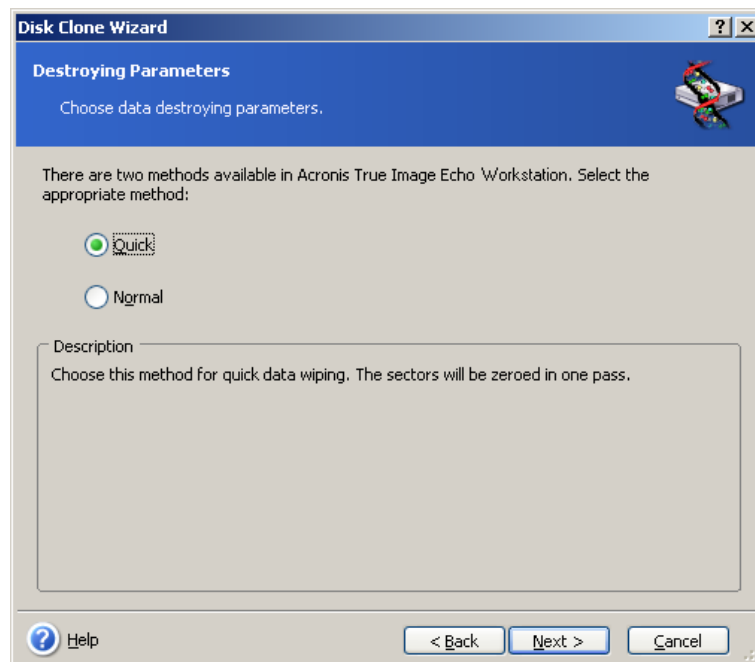 Disk Clone Wizard
Destroying Parameters
Choose data destroying parameters.
There are two methods available in Acronis True Image Echo Workstation. Select the
appropriate method:
Quick
Normal
Description
Choose this method for quick data wiping. The sectors will be zeroed in one pass.
Help
< Back
Next >
Cancel